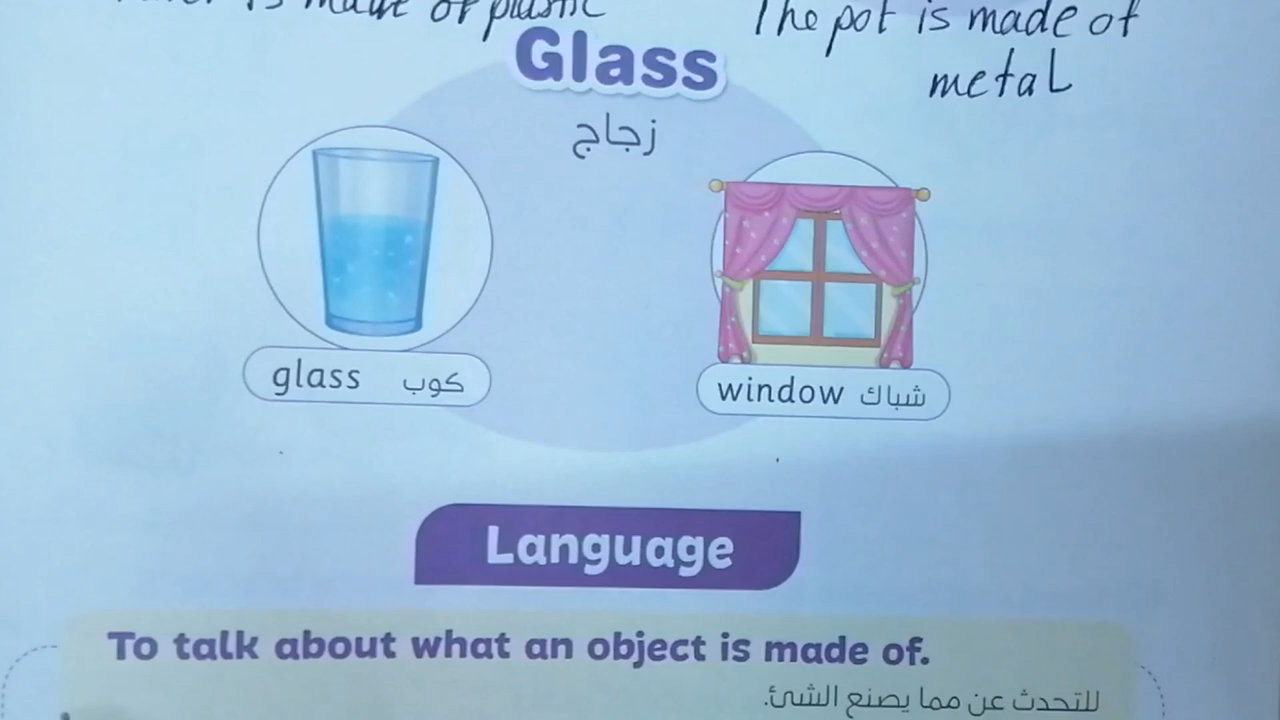 is made of plastic
The pot is made of
metal
Glass
زجاج
glass كوب
window شباك
Language
To talk about what an object is made of.
للتحدث عن مما يصنع الشئ.